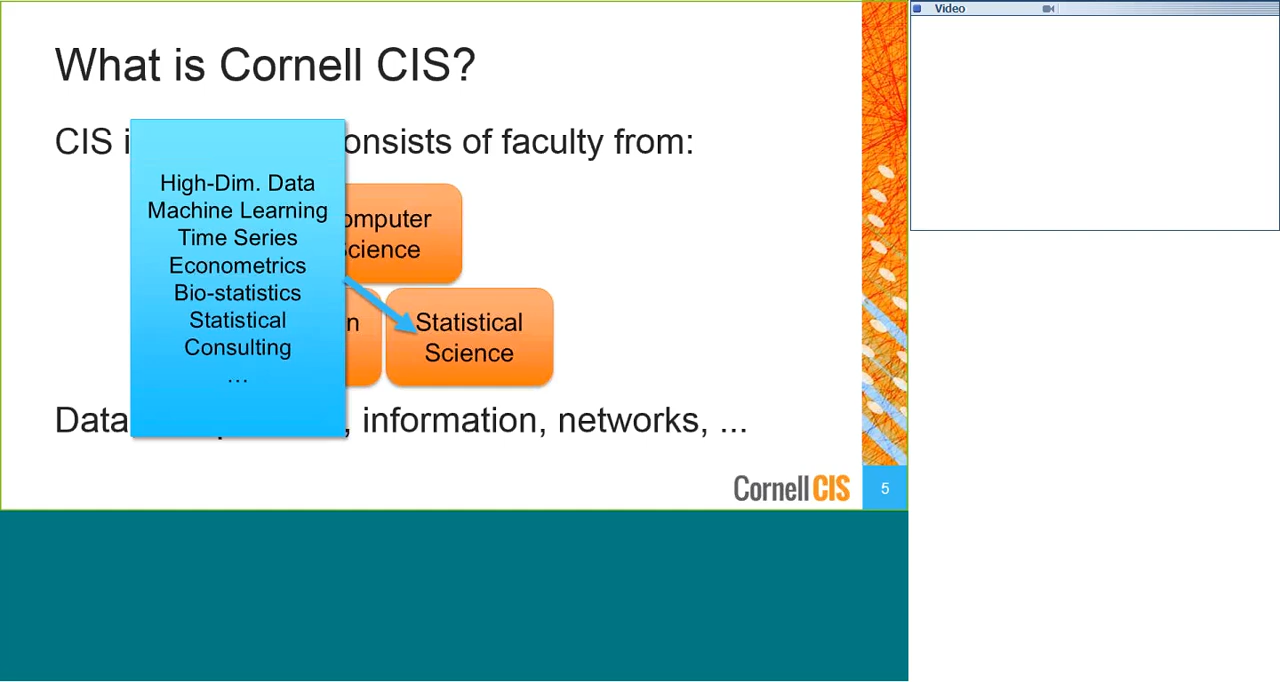 Video
What is Cornell CIS?
CIS i onsists of faculty from:
High-Dim. Data
Machine Learning
Time Series
Econometrics
Bio-statistics
Statistical
Consulting
…
omputer
cience
n
Statistical
Science
Data , information, networks, ...
Cornell CIS
5